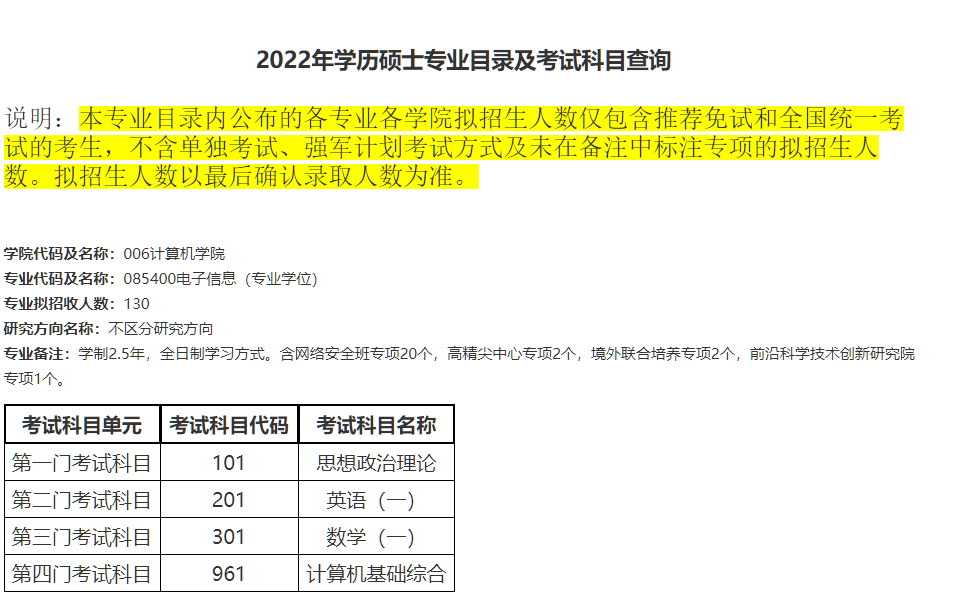 2022年学历硕士专业目录及考试科目查询
说明：本专业目录内公布的各专业各学院拟招生人数仅包含推荐免试和全国统一考
试的考生，不含单独考试、强军计划考试方式及未在备注中标注专项的拟招生人
数。拟招生人数以最后确认录取人数为准。
学院代码及名称：006计算机学院
专业代码及名称：085400电子信息（专业学位）
专业拟招收人数：130
研究方向名称：不区分研究方向
专业备注：学制2.5年，全日制学习方式。含网络安全班专项20个，高精尖中心专项2个，境外联合培养专项2个，前沿科学技术创新研究院
专项1个。
考试科目单元 考试科目代码 考试科目名称
第一门考试科目 101 思想政治理论
第二门考试科目 201 英语（一）
第三门考试科目 301 数学（一）
第四门考试科目 961 计算机基础综合